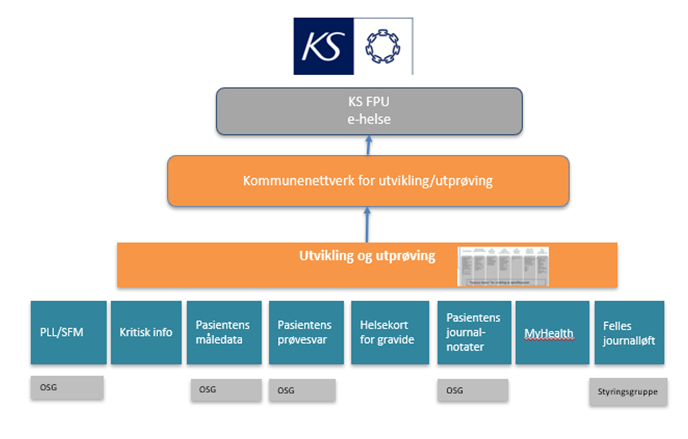 KS
KS FPU
e-helse
Kommunenettverk for utvikling/utprøving
Utvikling og utprøving
PLL/SFM
Kritisk info
Pasientens
måledata
Pasientens
prøvesvar
Helsekort
for gravide
Pasientens
journal-
notater
MyHealth
Felles
journalløft
OSG
OSG
OSG
OSG
Styringsgruppe